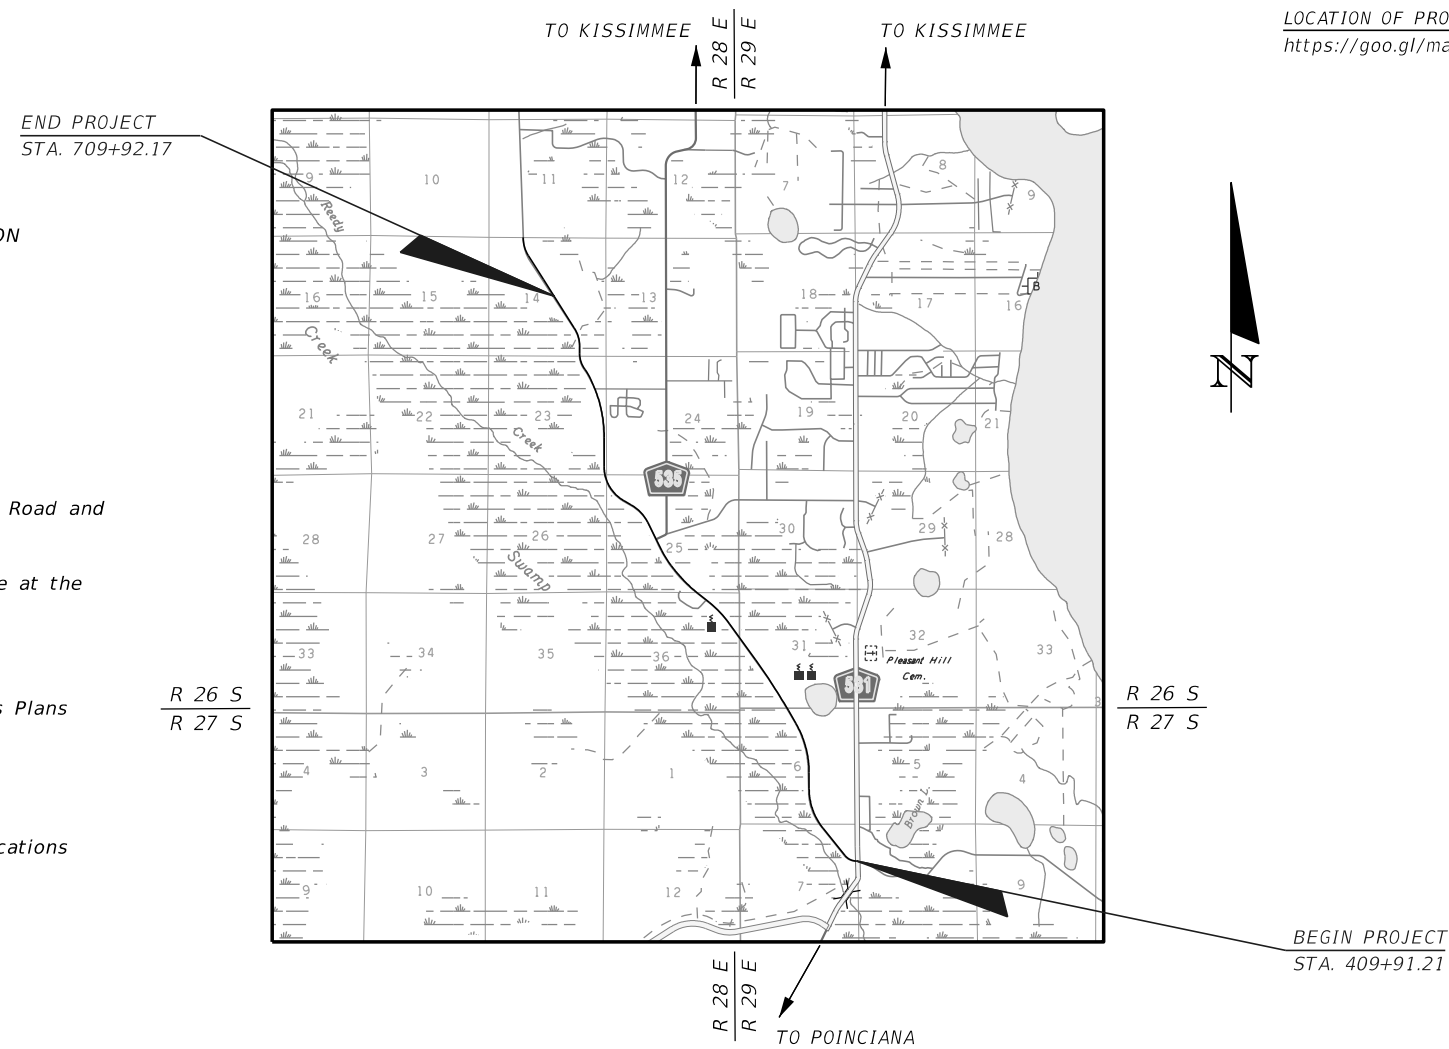 TO KISSIMMEE
R 28 E
R 29 E
TO KISSIMMEE
LOCATION OF PRO
https://goo.gl/ma
END PROJECT
STA. 709+92.17
ON
9
10
11
12
7
8
9
Reedy
16
15
14
13
18
17
16
B
Creek
N
21
22
23
24
19
20
21
Creek
535
Road and
28
27
26
25
30
29
28
Swamp
e at the
33
34
35
36
31
32
33
Pleasant Hill
Cem.
531
s Plans
R 26 S
R 27 S
3
R 26 S
R 27 S
4
3
2
1
6
5
4
Brown L.
cations
9
10
11
12
7
9
BEGIN PROJECT
STA. 409+91.21
R 28 E
R 29 E
TO POINCIANA